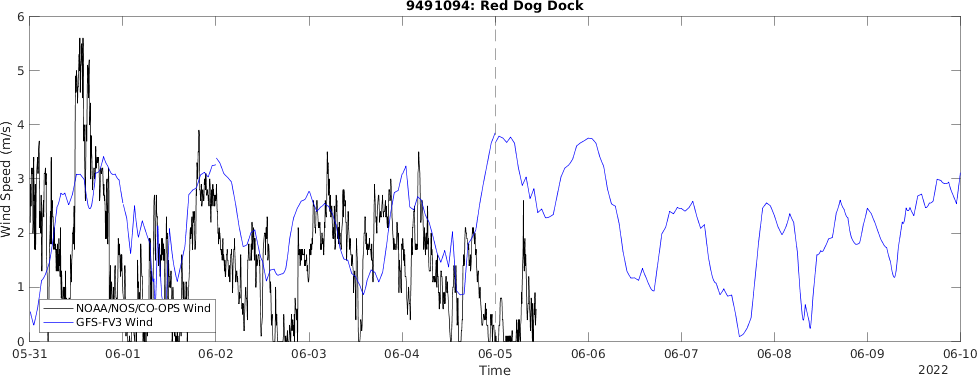 9491094: Red Dog Dock
Wind Speed (m/s)
6
5
4
3
2
1
0
NOAA/NOS/CO-OPS Wind
GFS-FV3 Wind
05-31 06-01 06-02 06-03 06-04 06-05 06-06 06-07 06-08 06-09 06-10
Time
2022